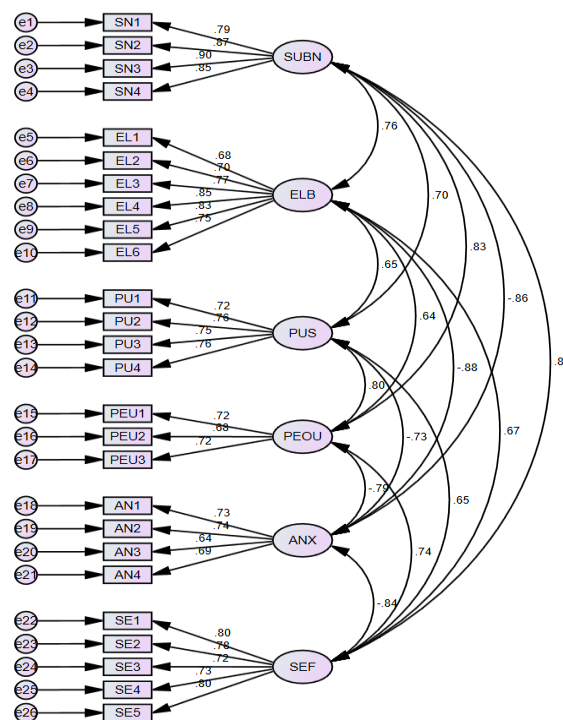 e1 SN1 .79
e2 SN2 .87
e3 SN3 .90
e4 SN4 .85
SUBN
e5 EL1 .68
e6 EL2 .70
e7 EL3 .77
e8 EL4 .85
e9 EL5 .83
e10 EL6 .75
ELB
e11 PU1 .72
e12 PU2 .76
e13 PU3 .75
e14 PU4 .76
PUS
e15 PEU1 .72
e16 PEU2 .68
e17 PEU3 .72
PEOU
e18 AN1 .73
e19 AN2 .74
e20 AN3 .64
e21 AN4 .69
ANX
e22 SE1 .80
e23 SE2 .78
e24 SE3 .72
e25 SE4 .73
e26 SE5 .80
SEF
.76
.70
.83
-.86
.65
.64
-.88
.67
.80
-.73
.65
-.79
.74
-.84